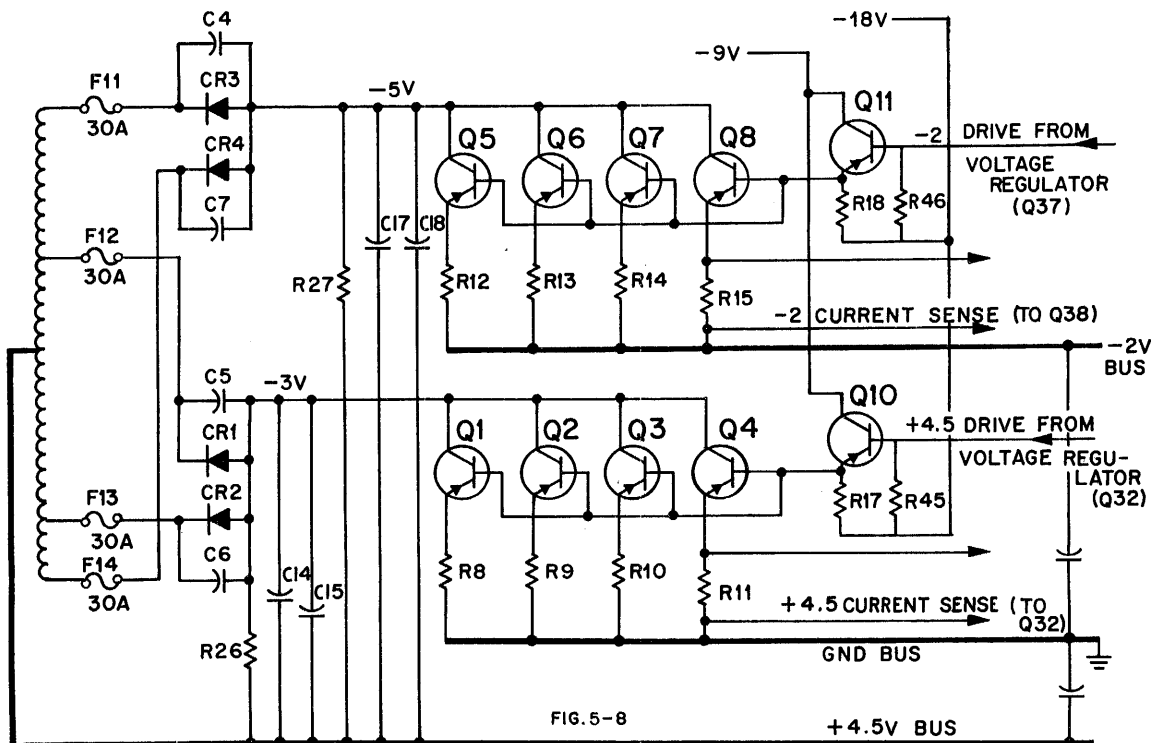 C4
-18V
-9V
F11
CR3
30A
-5V
Q11
CR4
Q5
Q6
Q7
Q8
-2
DRIVE FROM
VOLTAGE
REGULATOR
(Q37)
C7
R18
R46
F12
30A
C17
C18
R27
R12
R13
R14
R15
-2 CURRENT SENSE (TO Q38)
-2V
BUS
C5
-3V
Q10
CR1
Q1
Q2
Q3
Q4
+4.5 DRIVE FROM
VOLTAGE REGU-
LATOR
(Q32)
F13
CR2
30A
R17
R45
C6
F14
30A
C14
C15
R8
R9
R10
R11
+4.5 CURRENT SENSE (TO
Q32)
R26
GND BUS
FIG. 5-8
+4.5V BUS